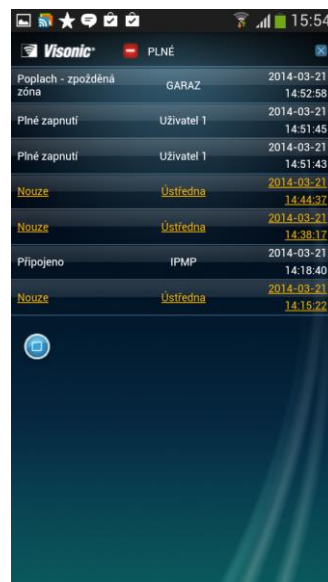 15:54
Visonic PLNÉ
Poplach - zpožděná zóna GARAZ 2014-03-21 14:52:58
Plné zapnutí Uživatel 1 2014-03-21 14:51:45
Plné zapnutí Uživatel 1 2014-03-21 14:51:43
Nouze Ústředna 2014-03-21 14:44:37
Nouze Ústředna 2014-03-21 14:38:17
Připojeno IPMP 2014-03-21 14:18:40
Nouze Ústředna 2014-03-21 14:15:22